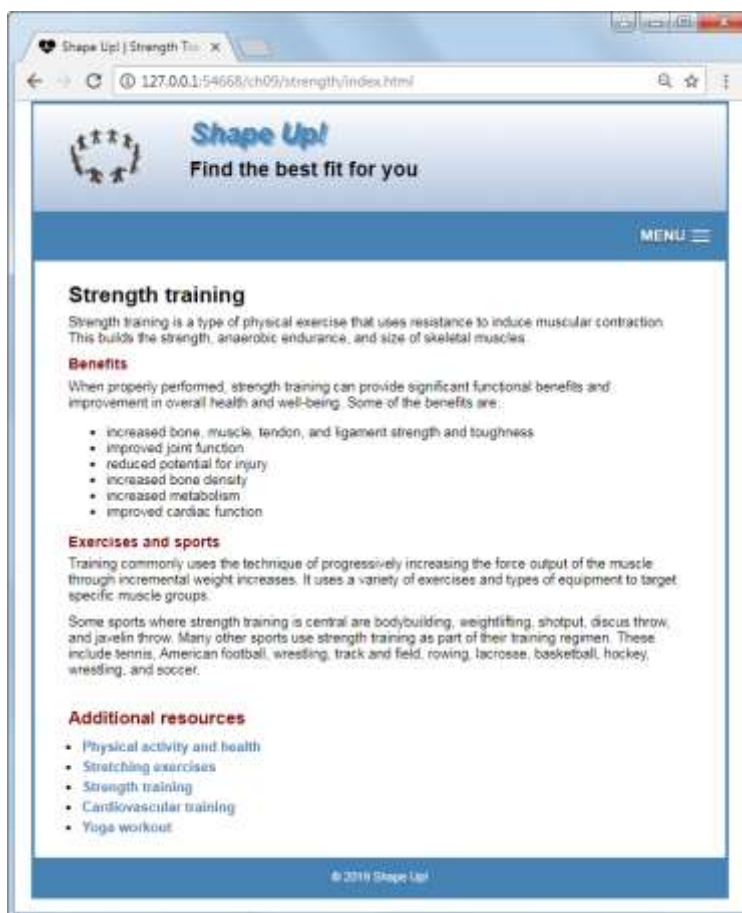 Shape Up! | Strength Tra
127.0.0.1:54668/ch09/strength/index.html
Shape Up!
Find the best fit for you
MENU
Strength training
Strength training is a type of physical exercise that uses resistance to induce muscular contraction.
This builds the strength, anaerobic endurance, and size of skeletal muscles.
Benefits
When properly performed, strength training can provide significant functional benefits and
improvement in overall health and well-being. Some of the benefits are:
• increased bone, muscle, tendon, and ligament strength and toughness
• improved joint function
• reduced potential for injury
• increased bone density
• increased metabolism
• improved cardiac function
Exercises and sports
Training commonly uses the technique of progressively increasing the force output of the muscle
through incremental weight increases. It uses a variety of exercises and types of equipment to target
specific muscle groups.
Some sports where strength training is central are bodybuilding, weightlifting, shotput, discus throw,
and javelin throw. Many other sports use strength training as part of their training regimen. These
include tennis, American football, wrestling, track and field, rowing, lacrosse, basketball, hockey,
wrestling, and soccer.
Additional resources
• Physical activity and health
• Stretching exercises
• Strength training
• Cardiovascular training
• Yoga workout
© 2019 Shape Up!